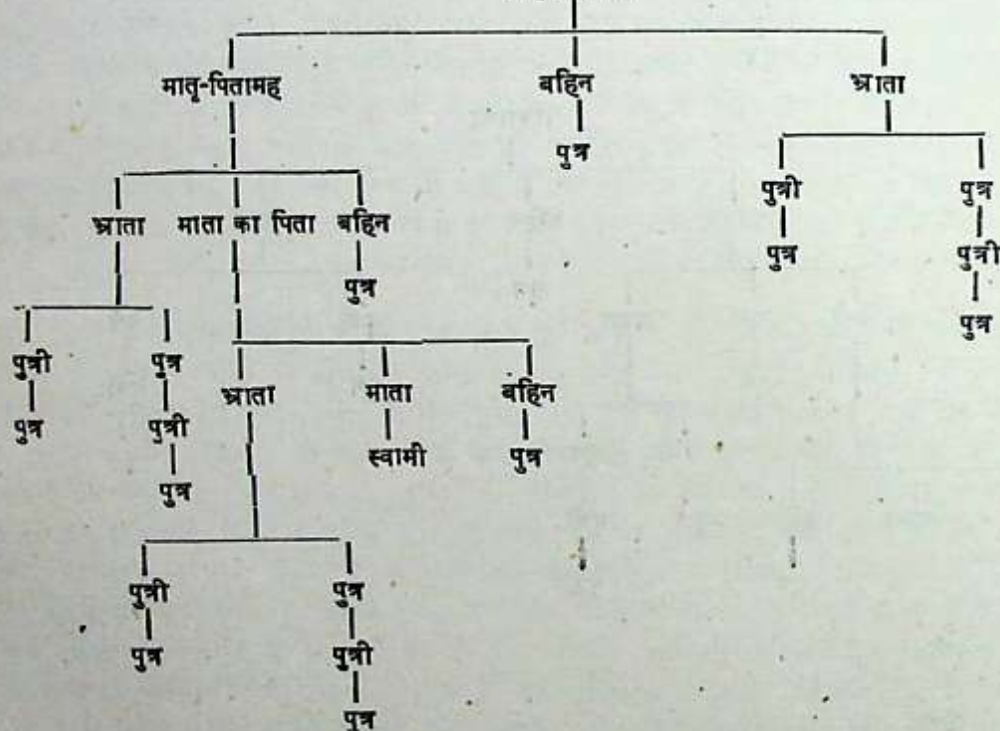 मातृ-पितामह बहिन भ्राता
पुत्र
पुत्री पुत्र
भ्राता माता का पिता बहिन
पुत्र पुत्री
पुत्र
पुत्र
पुत्री पुत्र
भ्राता माता बहिन
पुत्र पुत्री
स्वामी पुत्र
पुत्र
पुत्री पुत्र
पुत्र पुत्री
पुत्र